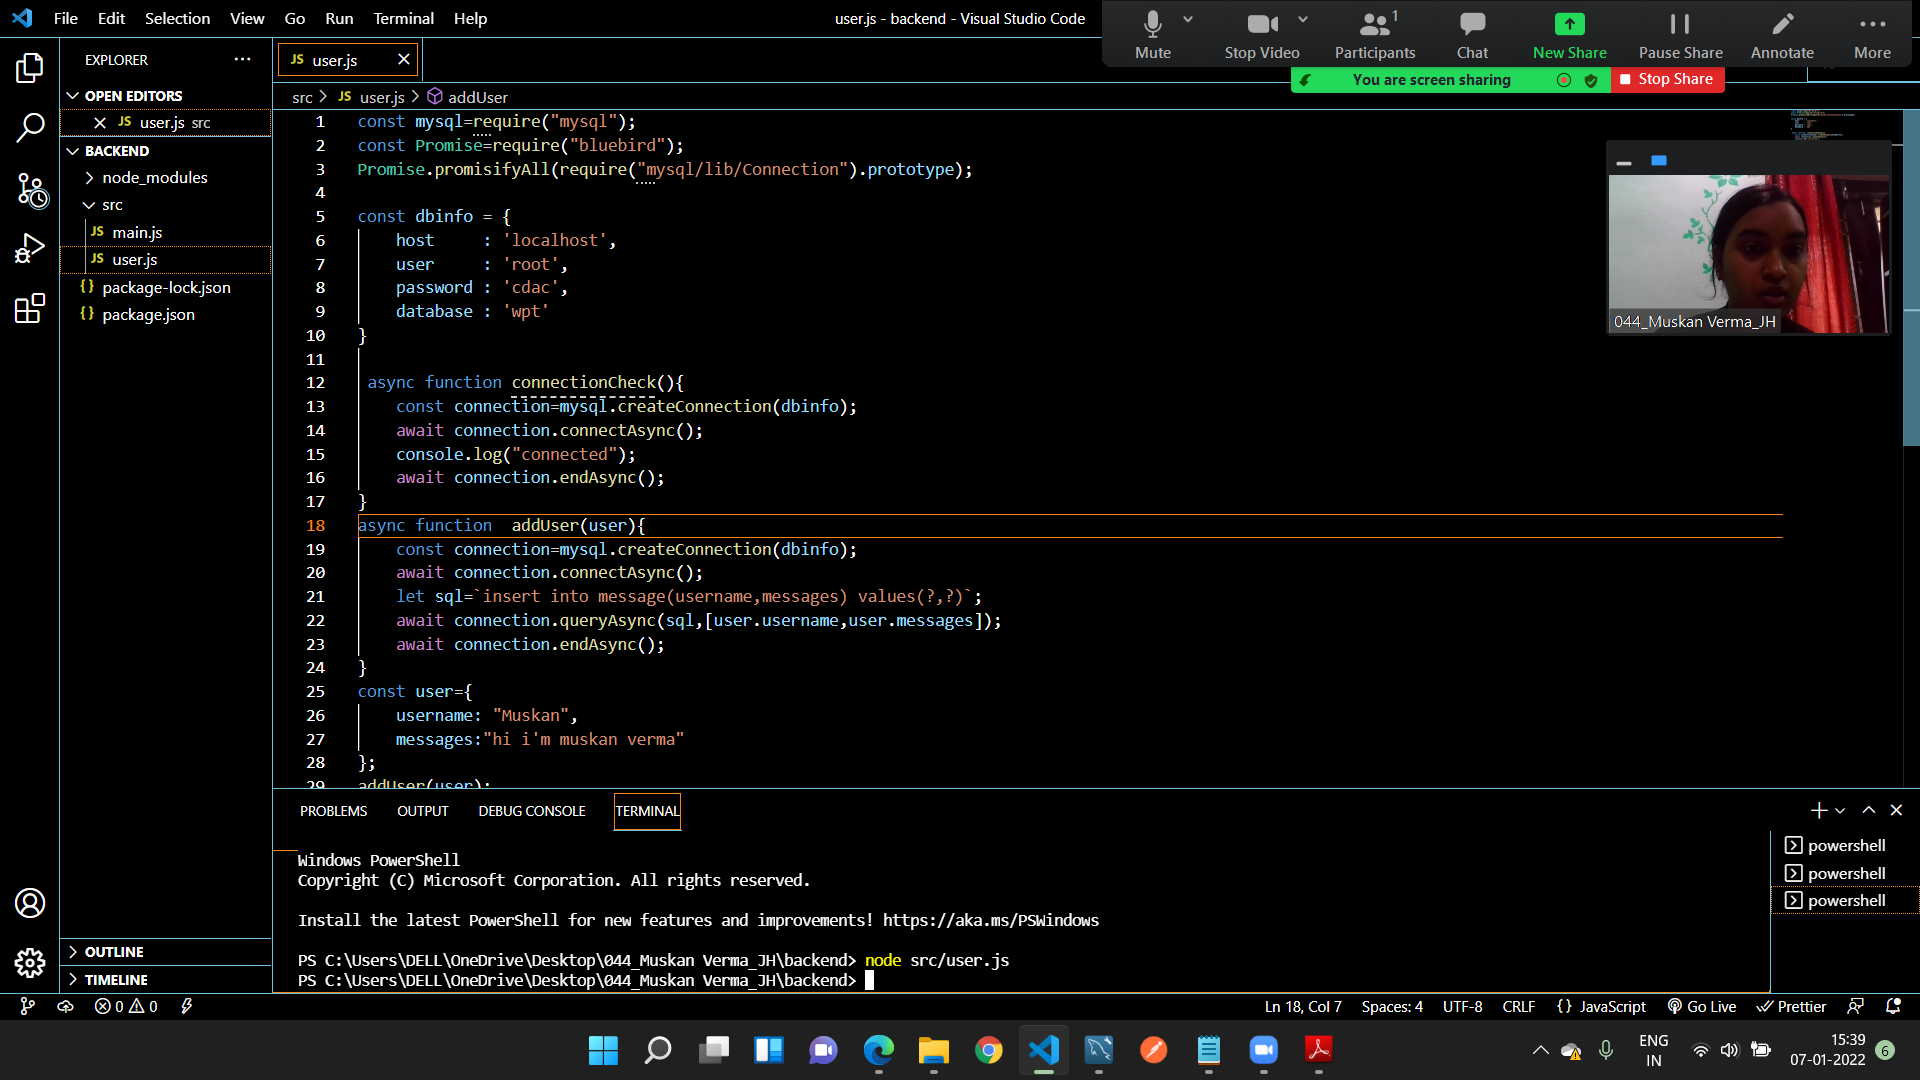 File Edit Selection View Go Run Terminal Help
user.js - backend - Visual Studio Code
Mute
Stop Video
Participants 1
Chat
New Share
Pause Share
Annotate
More
You are screen sharing
Stop Share
EXPLORER
OPEN EDITORS
JS user.js src
BACKEND
node_modules
src
JS main.js
JS user.js
{} package-lock.json
{} package.json
OUTLINE
TIMELINE
JS user.js
src > JS user.js > addUser
1 const mysql=require("mysql");
2 const Promise=require("bluebird");
3 Promise.promisifyAll(require("mysql/lib/Connection").prototype);
4
5 const dbinfo = {
6 host : 'localhost',
7 user : 'root',
8 password : 'cdac',
9 database : 'wpt'
10 }
11
12 async function connectionCheck(){
13 const connection=mysql.createConnection(dbinfo);
14 await connection.connectAsync();
15 console.log("connected");
16 await connection.endAsync();
17 }
18 async function  addUser(user){
19 const connection=mysql.createConnection(dbinfo);
20 await connection.connectAsync();
21 let sql=`insert into message(username,messages) values(?,?)`;
22 await connection.queryAsync(sql,[user.username,user.messages]);
23 await connection.endAsync();
24 }
25 const user={
26 username: "Muskan",
27 messages:"hi i'm muskan verma"
28 };
29 addUser(user);
044_Muskan Verma_JH
PROBLEMS OUTPUT DEBUG CONSOLE TERMINAL
Windows PowerShell
Copyright (C) Microsoft Corporation. All rights reserved.
Install the latest PowerShell for new features and improvements! https://aka.ms/PSWindows
PS C:\Users\DELL\OneDrive\Desktop\044_Muskan Verma_JH\backend> node src/user.js
PS C:\Users\DELL\OneDrive\Desktop\044_Muskan Verma_JH\backend>
powershell
powershell
powershell
0 0
Ln 18, Col 7 Spaces: 4 UTF-8 CRLF {} JavaScript Go Live Prettier
ENG
IN
15:39
07-01-2022
6